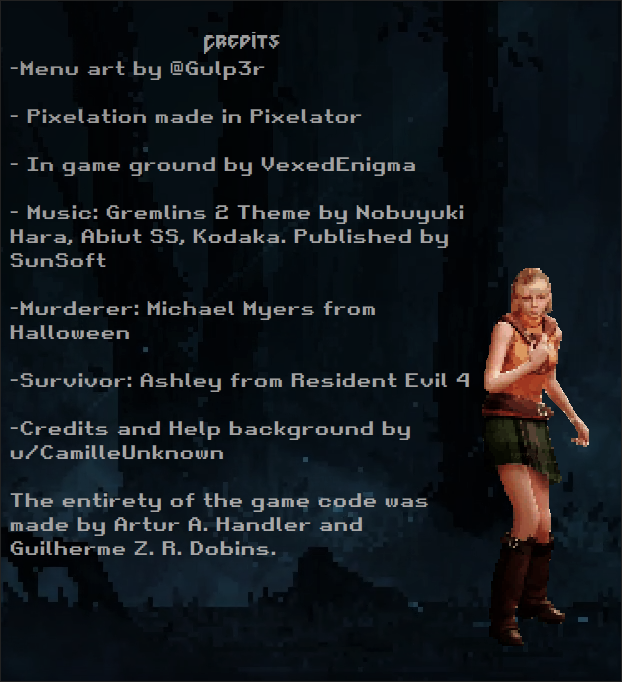 Credits
-Menu art by @Gulp3r
- Pixelation made in Pixelator
- In game ground by VexedEnigma
- Music: Gremlins 2 Theme by Nobuyuki
Hara, Abiut SS, Kodaka. Published by
SunSoft
-Murderer: Michael Myers from
Halloween
-Survivor: Ashley from Resident Evil 4
-Credits and Help background by
u/CamilleUnknown
The entirety of the game code was
made by Artur A. Handler and
Guilherme Z. R. Dobins.